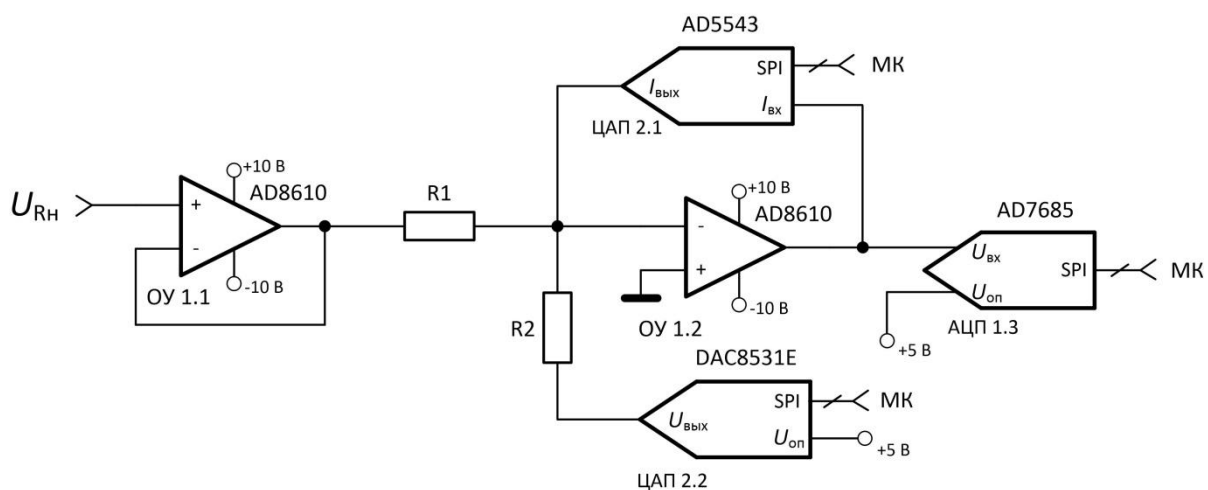 AD5543
SPI
МК
Iвых
Iвх
ЦАП 2.1
+10 В
AD8610
URн
+
-
R1
-10 В
ОУ 1.1
+10 В
AD8610
-
+
-10 В
ОУ 1.2
AD7685
Uвх
SPI
МК
Uоп
АЦП 1.3
+5 В
R2
DAC8531E
SPI
МК
Uвых
Uоп
+5 В
ЦАП 2.2